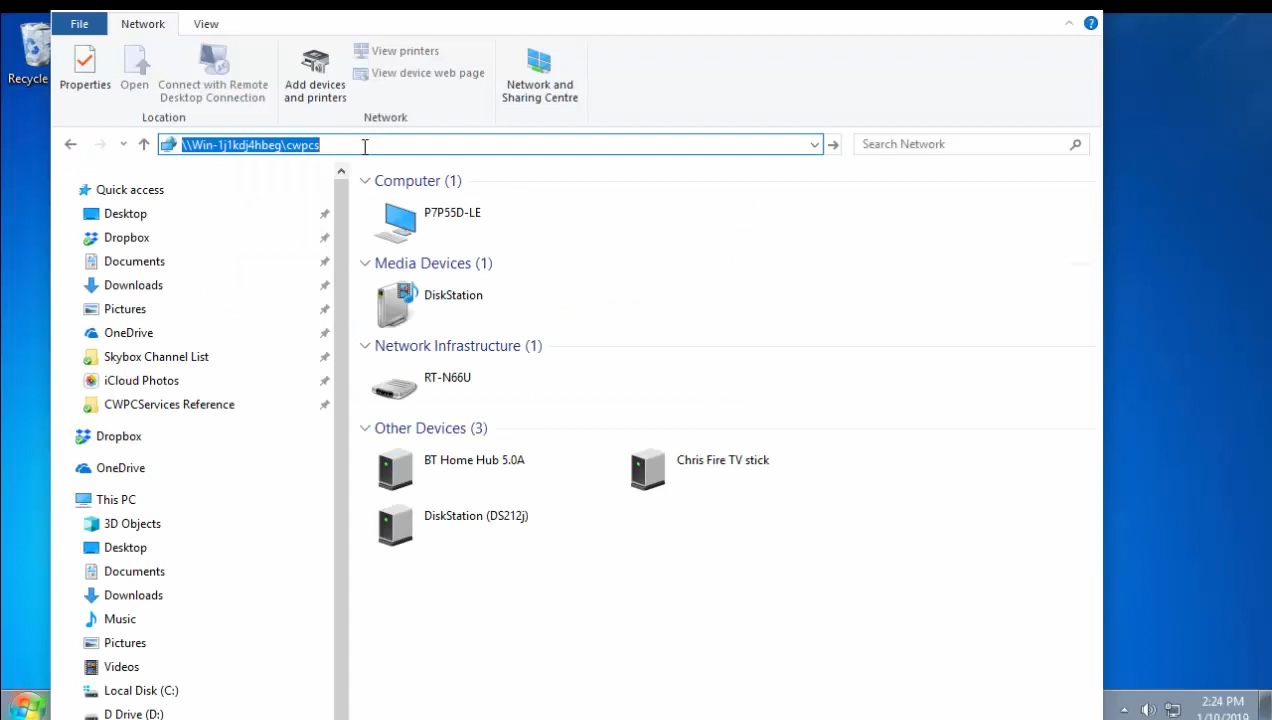 File Network View
Recycle
Properties
Open
Connect with Remote
Desktop Connection
Add devices
and printers
View printers
View device web page
Network and
Sharing Centre
Location
Network
\\Win-1j1kdj4hbeg\cwpcs
Search Network
Quick access
Desktop
Dropbox
Documents
Downloads
Pictures
OneDrive
Skybox Channel List
iCloud Photos
CWPCServices Reference
Dropbox
OneDrive
This PC
3D Objects
Desktop
Documents
Downloads
Music
Pictures
Videos
Local Disk (C:)
D Drive (D:)
Computer (1)
P7P55D-LE
Media Devices (1)
DiskStation
Network Infrastructure (1)
RT-N66U
Other Devices (3)
BT Home Hub 5.0A
Chris Fire TV stick
DiskStation (DS212j)
2:24 PM
1/10/2019